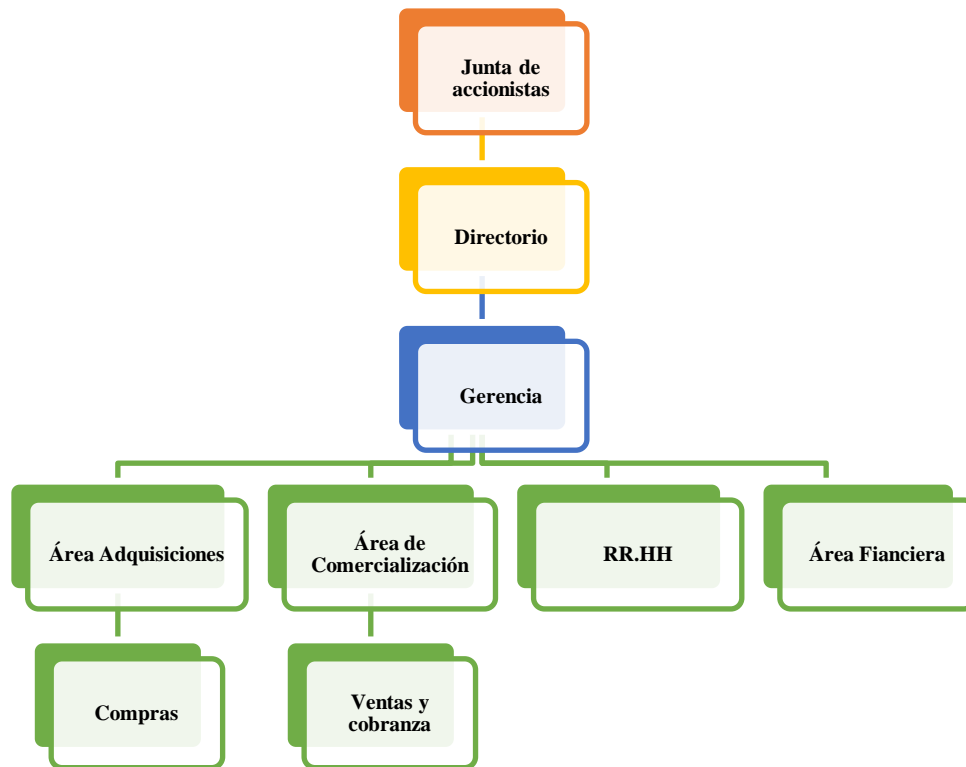 Junta de
accionistas
Directorio
Gerencia
Área Adquisiciones
Área de
Comercialización
RR.HH
Área Fianciera
Compras
Ventas y
cobranza